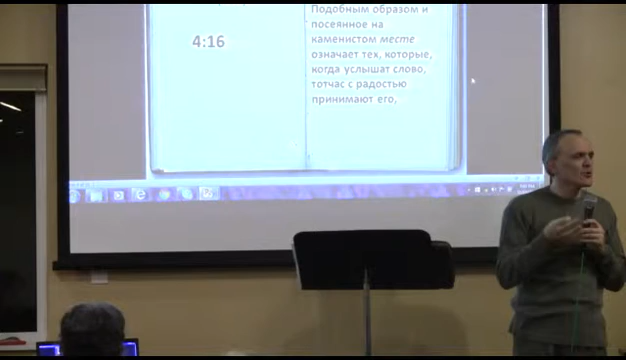 4:16
Подобным образом и
посеянное на
каменистом месте
означает тех, которые,
когда услышат слово,
тотчас с радостью
принимают его,